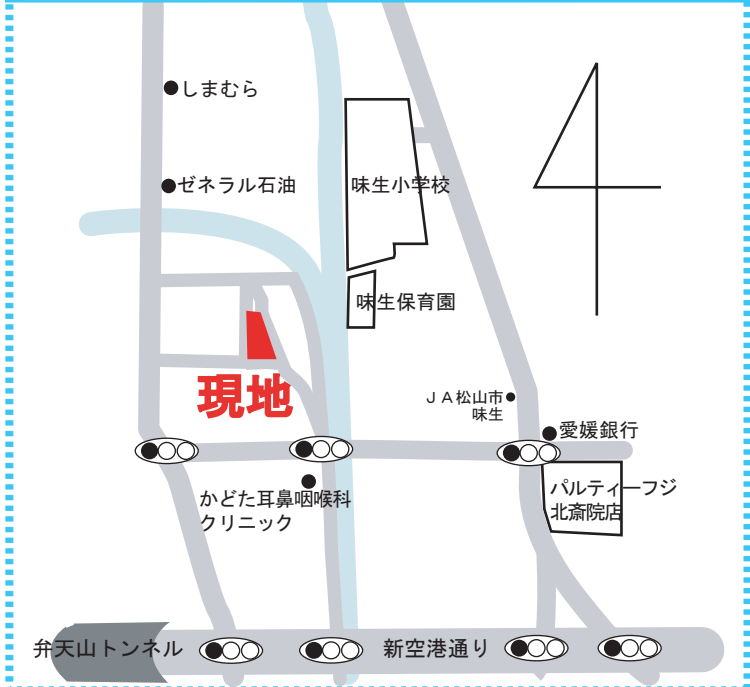 しまむら
ゼネラル石油
味生小学校
味生保育園
現地
ＪＡ松山市
味生
愛媛銀行
かどた耳鼻咽喉科
クリニック
パルティーフジ
北斎院店
弁天山トンネル
新空港通り